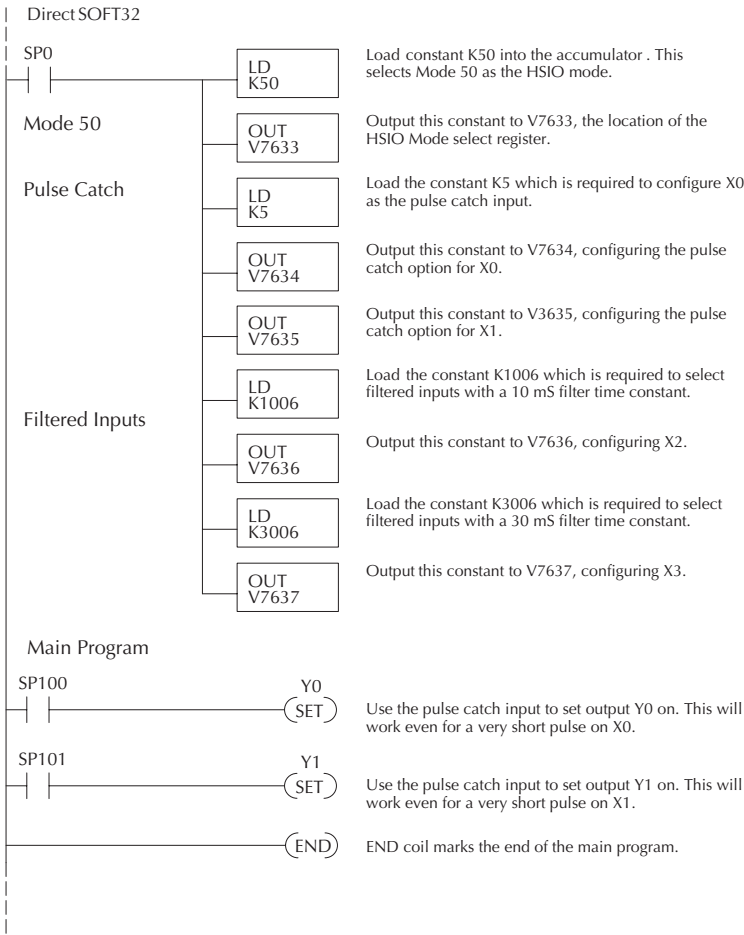 DirectSOFT32
SP0
LD
K50
Load constant K50 into the accumulator . This
selects Mode 50 as the HSIO mode.
Mode 50
OUT
V7633
Output this constant to V7633, the location of the
HSIO Mode select register.
Pulse Catch
LD
K5
Load the constant K5 which is required to configure X0
as the pulse catch input.
OUT
V7634
Output this constant to V7634, configuring the pulse
catch option for X0.
OUT
V7635
Output this constant to V3635, configuring the pulse
catch option for X1.
LD
K1006
Load the constant K1006 which is required to select
filtered inputs with a 10 mS filter time constant.
Filtered Inputs
OUT
V7636
Output this constant to V7636, configuring X2.
LD
K3006
Load the constant K3006 which is required to select
filtered inputs with a 30 mS filter time constant.
OUT
V7637
Output this constant to V7637, configuring X3.
Main Program
SP100
Y0
SET
Use the pulse catch input to set output Y0 on. This will
work even for a very short pulse on X0.
SP101
Y1
SET
Use the pulse catch input to set output Y1 on. This will
work even for a very short pulse on X1.
END
END coil marks the end of the main program.